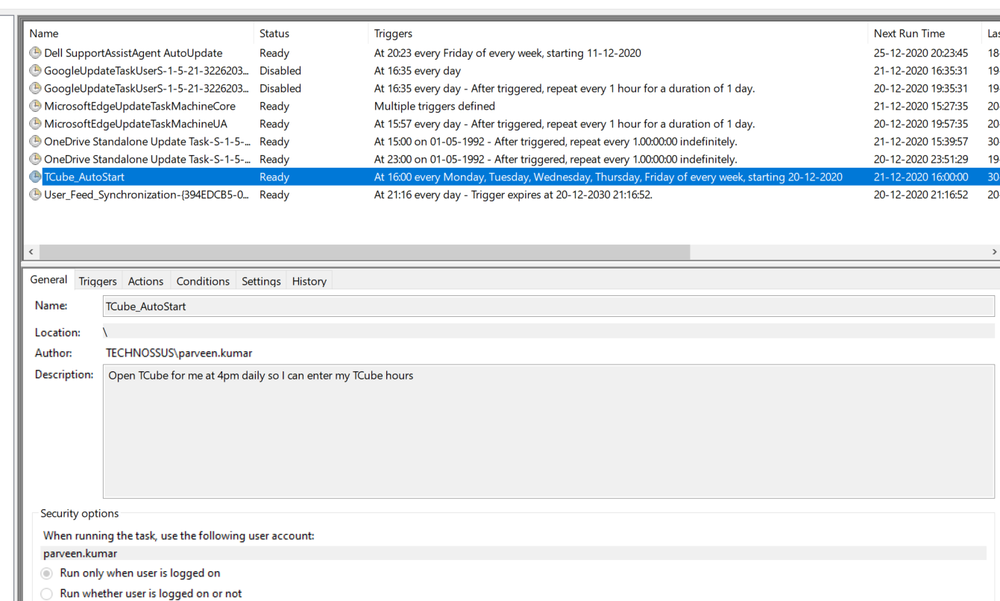 Name Status Triggers Next Run Time Las
Dell SupportAssistAgent AutoUpdate Ready At 20:23 every Friday of every week, starting 11-12-2020 25-12-2020 20:23:45 18-
GoogleUpdateTaskUserS-1-5-21-3226203... Disabled At 16:35 every day 21-12-2020 16:35:31 19-
GoogleUpdateTaskUserS-1-5-21-3226203... Disabled At 16:35 every day - After triggered, repeat every 1 hour for a duration of 1 day. 20-12-2020 19:35:31 19-
MicrosoftEdgeUpdateTaskMachineCore Ready Multiple triggers defined 21-12-2020 15:27:35 20-
MicrosoftEdgeUpdateTaskMachineUA Ready At 15:57 every day - After triggered, repeat every 1 hour for a duration of 1 day. 20-12-2020 19:57:35 20-
OneDrive Standalone Update Task-S-1-5-... Ready At 15:00 on 01-05-1992 - After triggered, repeat every 1.00:00:00 indefinitely. 21-12-2020 15:39:57 30-
OneDrive Standalone Update Task-S-1-5-... Ready At 23:00 on 01-05-1992 - After triggered, repeat every 1.00:00:00 indefinitely. 20-12-2020 23:51:29 19-
TCube_AutoStart Ready At 16:00 every Monday, Tuesday, Wednesday, Thursday, Friday of every week, starting 20-12-2020 21-12-2020 16:00:00 30-
User_Feed_Synchronization-{394EDCB5-0... Ready At 21:16 every day - Trigger expires at 20-12-2030 21:16:52. 20-12-2020 21:16:52 20-
General Triggers Actions Conditions Settings History
Name: TCube_AutoStart
Location: \
Author: TECHNOSSUS\parveen.kumar
Description: Open TCube for me at 4pm daily so I can enter my TCube hours
Security options
When running the task, use the following user account:
parveen.kumar
Run only when user is logged on
Run whether user is logged on or not